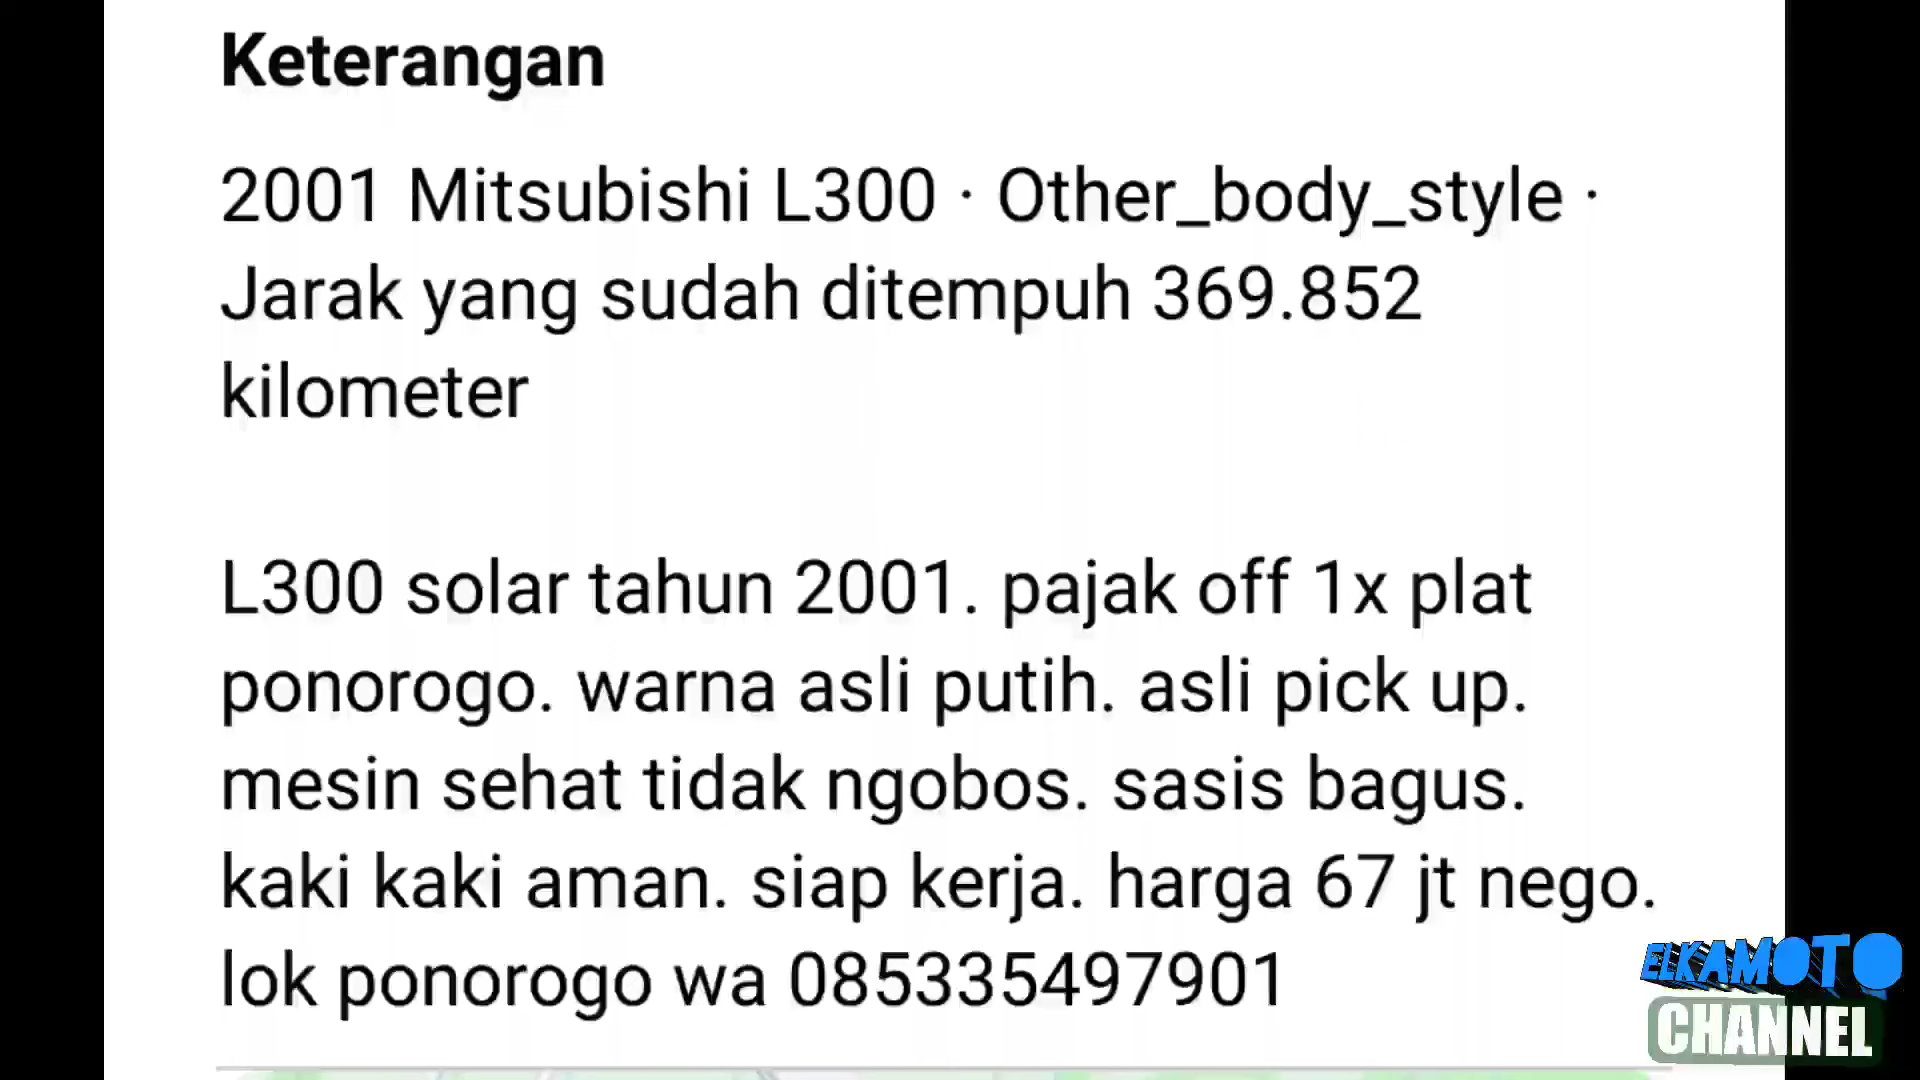 Keterangan
2001 Mitsubishi L300 · Other_body_style ·
Jarak yang sudah ditempuh 369.852
kilometer
L300 solar tahun 2001. pajak off 1x plat
ponorogo. warna asli putih. asli pick up.
mesin sehat tidak ngobos. sasis bagus.
kaki kaki aman. siap kerja. harga 67 jt nego.
lok ponorogo wa 085335497901
ELKAMOTO
CHANNEL